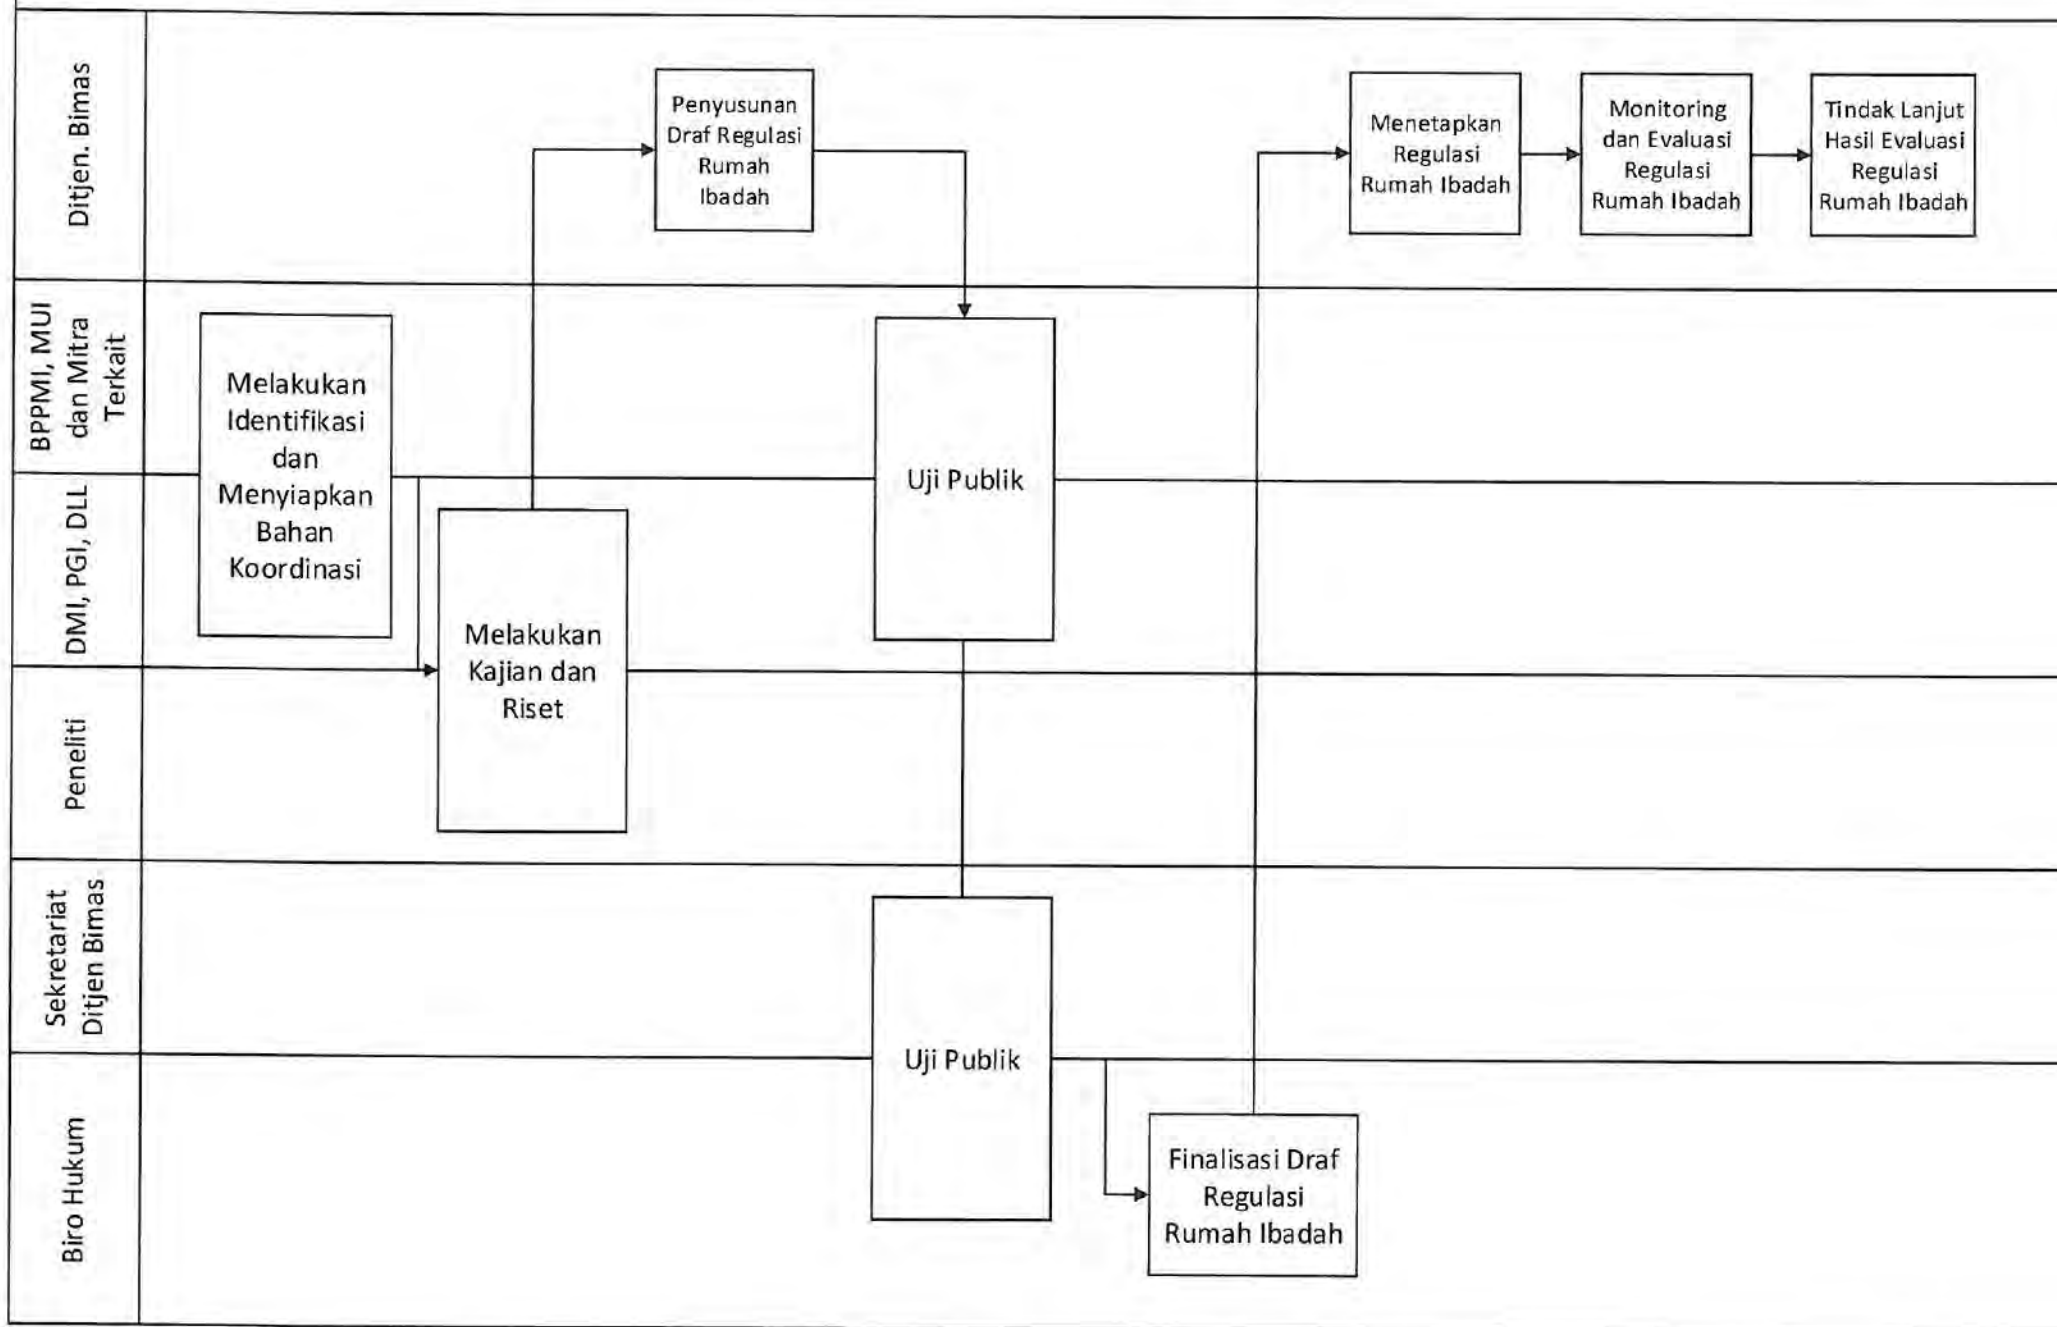 Ditjen. Bimas
Penyusunan
Draf Regulasi
Rumah
Ibadah
Menetapkan
Regulasi
Rumah Ibadah
Monitoring
dan Evaluasi
Regulasi
Rumah Ibadah
Tindak Lanjut
Hasil Evaluasi
Regulasi
Rumah Ibadah
BPPMI, MUI
dan Mitra
Terkait
Melakukan
Identifikasi
dan
Menyiapkan
Bahan
Koordinasi
Uji Publik
DMI, PGI, DLL
Melakukan
Kajian dan
Riset
Peneliti
Sekretariat
Ditjen Bimas
Uji Publik
Biro Hukum
Finalisasi Draf
Regulasi
Rumah Ibadah